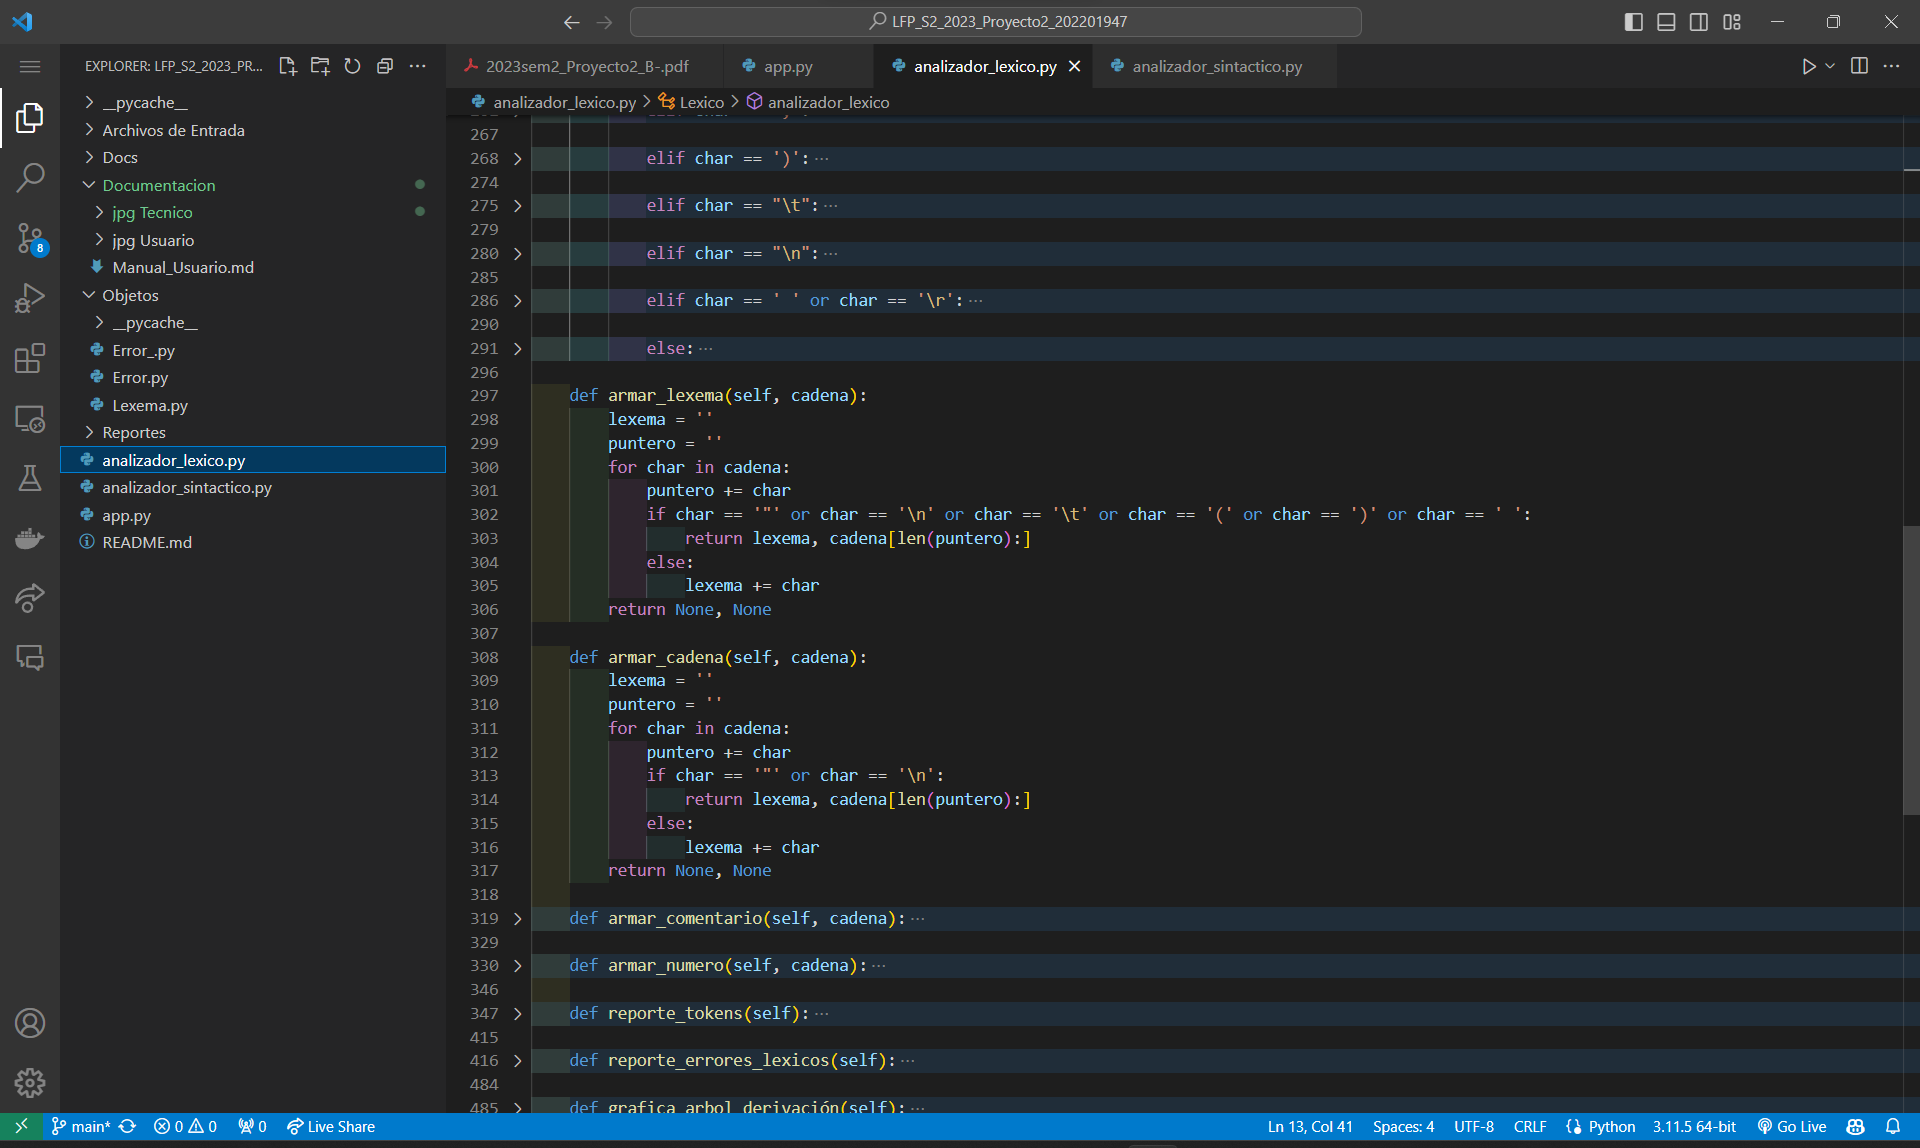 LFP_S2_2023_Proyecto2_202201947
EXPLORER: LFP_S2_2023_PR...
__pycache__
Archivos de Entrada
Docs
Documentacion
jpg Tecnico
jpg Usuario
Manual_Usuario.md
Objetos
__pycache__
Error_.py
Error.py
Lexema.py
Reportes
analizador_lexico.py
analizador_sintactico.py
app.py
README.md
8
2023sem2_Proyecto2_B-.pdf
app.py
analizador_lexico.py
analizador_sintactico.py
analizador_lexico.py > Lexico > analizador_lexico
267
268 elif char == ')': ...
274
275 elif char == "\t": ...
279
280 elif char == "\n": ...
285
286 elif char == ' ' or char == '\r': ...
290
291 else: ...
296
297 def armar_lexema(self, cadena):
298 lexema = ''
299 puntero = ''
300 for char in cadena:
301 puntero += char
302 if char == '"' or char == '\n' or char == '\t' or char == '(' or char == ')' or char == ' ':
303 return lexema, cadena[len(puntero):]
304 else:
305 lexema += char
306 return None, None
307
308 def armar_cadena(self, cadena):
309 lexema = ''
310 puntero = ''
311 for char in cadena:
312 puntero += char
313 if char == '"' or char == '\n':
314 return lexema, cadena[len(puntero):]
315 else:
316 lexema += char
317 return None, None
318
319 def armar_comentario(self, cadena): ...
329
330 def armar_numero(self, cadena): ...
346
347 def reporte_tokens(self): ...
415
416 def reporte_errores_lexicos(self): ...
484
485 def grafica_arbol_derivación(self): ...
main* 0 0 0 Live Share
Ln 13, Col 41 Spaces: 4 UTF-8 CRLF Python 3.11.5 64-bit Go Live